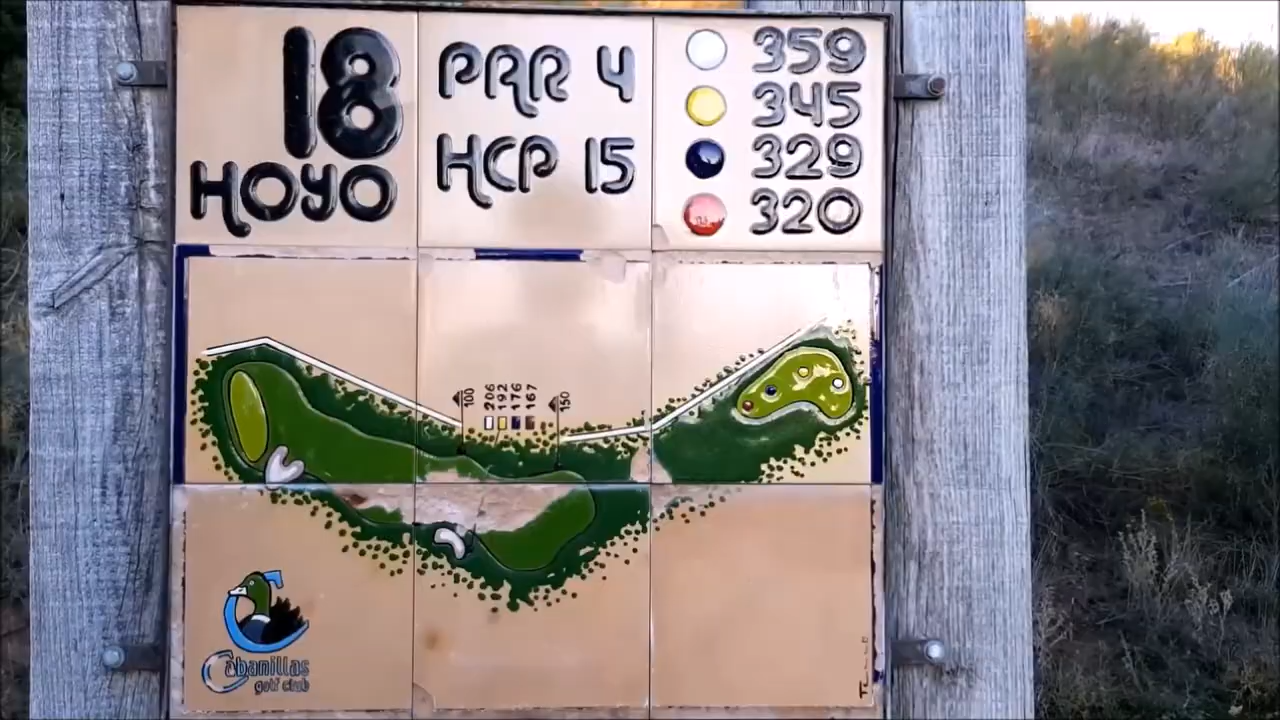 18
HOYO
PAR 4
HCP 15
359
345
329
320
100
206
192
176
167
150
Cabanillas
golf club